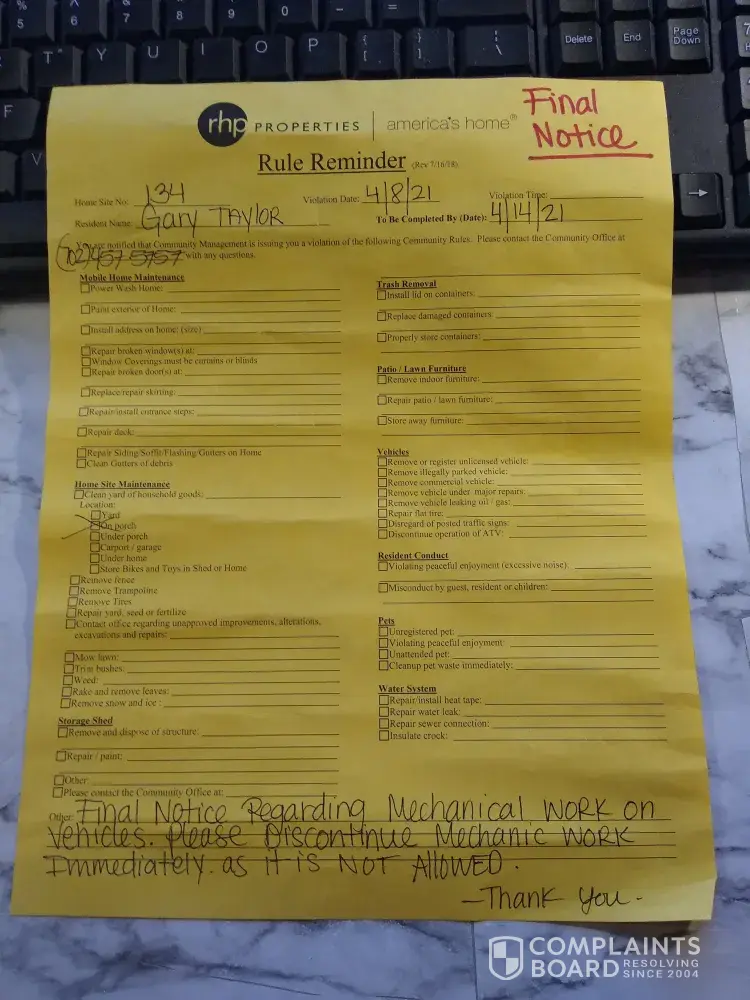 % 5
^ 6
& 7
* 8
( 9
) 0
-
+ =
T Y U I O P { [ } ] | \
Delete End Page Down
F
V
rhp PROPERTIES | america's home®
Final Notice
Rule Reminder (Rev 7/16/18)
Home Site No: 134 Violation Date: 4/8/21 Violation Time:
Resident Name: Gary TAYLOR To Be Completed By (Date): 4/14/21
You are notified that Community Management is issuing you a violation of the following Community Rules. Please contact the Community Office at
(702)457-5757 with any questions.
Mobile Home Maintenance
Power Wash Home:
Paint exterior of Home:
Install address on home: (size)
Repair broken window(s) at:
Window Coverings must be curtains or blinds
Repair broken door(s) at:
Replace/repair skirting:
Repair/install entrance steps:
Repair deck:
Repair Siding/Soffit/Flashing/Gutters on Home
Clean Gutters of debris
Home Site Maintenance
Clean yard of household goods:
Location:
Yard
On porch
Under porch
Carport / garage
Under home
Store Bikes and Toys in Shed or Home
Remove fence
Remove Trampoline
Remove Tires
Repair yard, seed or fertilize
Contact office regarding unapproved improvements, alterations,
excavations and repairs:
Mow lawn:
Trim bushes:
Weed:
Rake and remove leaves:
Remove snow and ice :
Storage Shed
Remove and dispose of structure:
Repair / paint:
Other:
Please contact the Community Office at:
Trash Removal
Install lid on containers:
Replace damaged containers:
Properly store containers:
Patio / Lawn Furniture
Remove indoor furniture:
Repair patio / lawn furniture:
Store away furniture:
Vehicles
Remove or register unlicensed vehicle:
Remove illegally parked vehicle:
Remove commercial vehicle:
Remove vehicle under major repairs:
Remove vehicle leaking oil / gas:
Repair flat tire:
Disregard of posted traffic signs:
Discontinue operation of ATV:
Resident Conduct
Violating peaceful enjoyment (excessive noise):
Misconduct by guest, resident or children:
Pets
Unregistered pet:
Violating peaceful enjoyment:
Unattended pet:
Cleanup pet waste immediately:
Water System
Repair/install heat tape:
Repair water leak:
Repair sewer connection:
Insulate crock:
Other: Final Notice Regarding Mechanical WORK on
Vehicles. Please Discontinue Mechanic WORK
Immediately. as it is NOT ALLOWED.
-Thank You-
COMPLAINTS
BOARD RESOLVING SINCE 2004